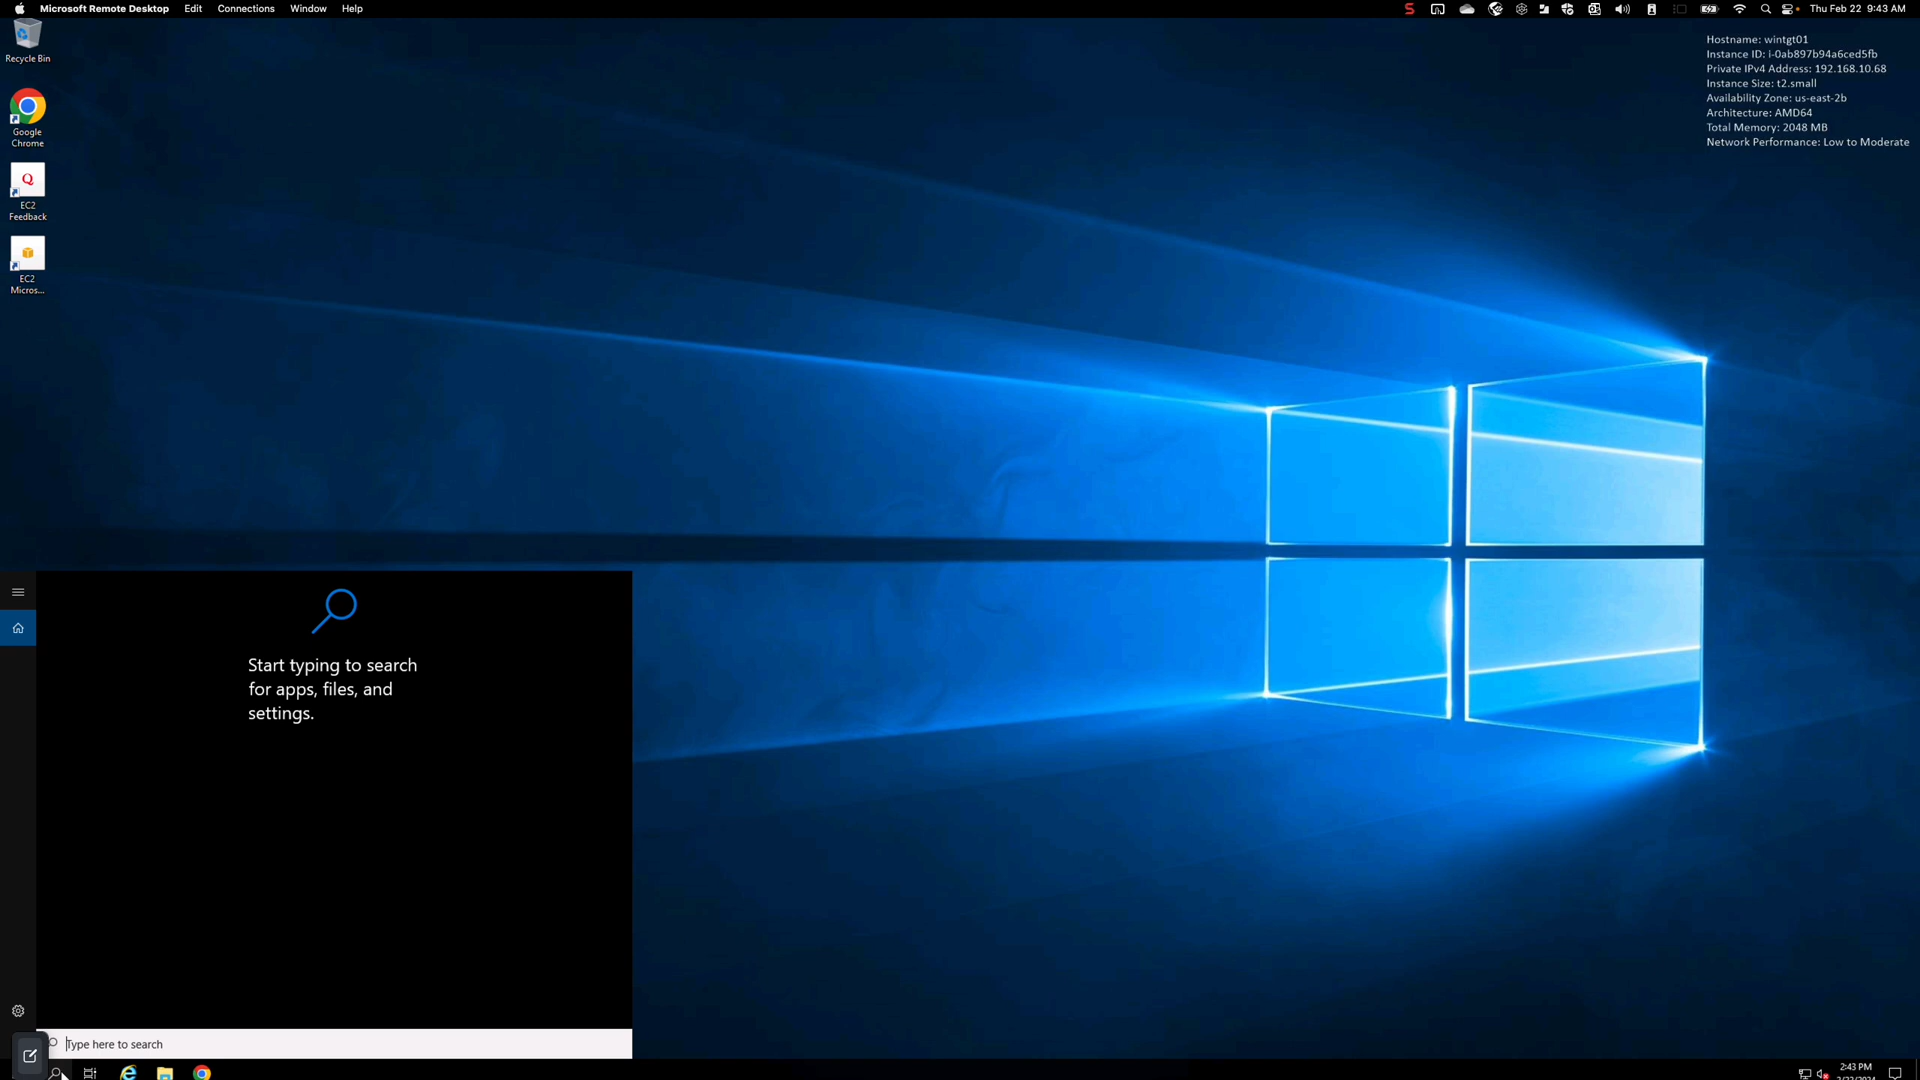 Microsoft Remote Desktop Edit Connections Window Help
Thu Feb 22 9:43 AM
Recycle Bin
Hostname: wintgt01
Instance ID: i-0ab897b94a6ced5fb
Private IPv4 Address: 192.168.10.68
Instance Size: t2.small
Availability Zone: us-east-2b
Architecture: AMD64
Total Memory: 2048 MB
Network Performance: Low to Moderate
Google
Chrome
EC2
Feedback
EC2
Micros...
Start typing to search
for apps, files, and
settings.
Type here to search
2:43 PM